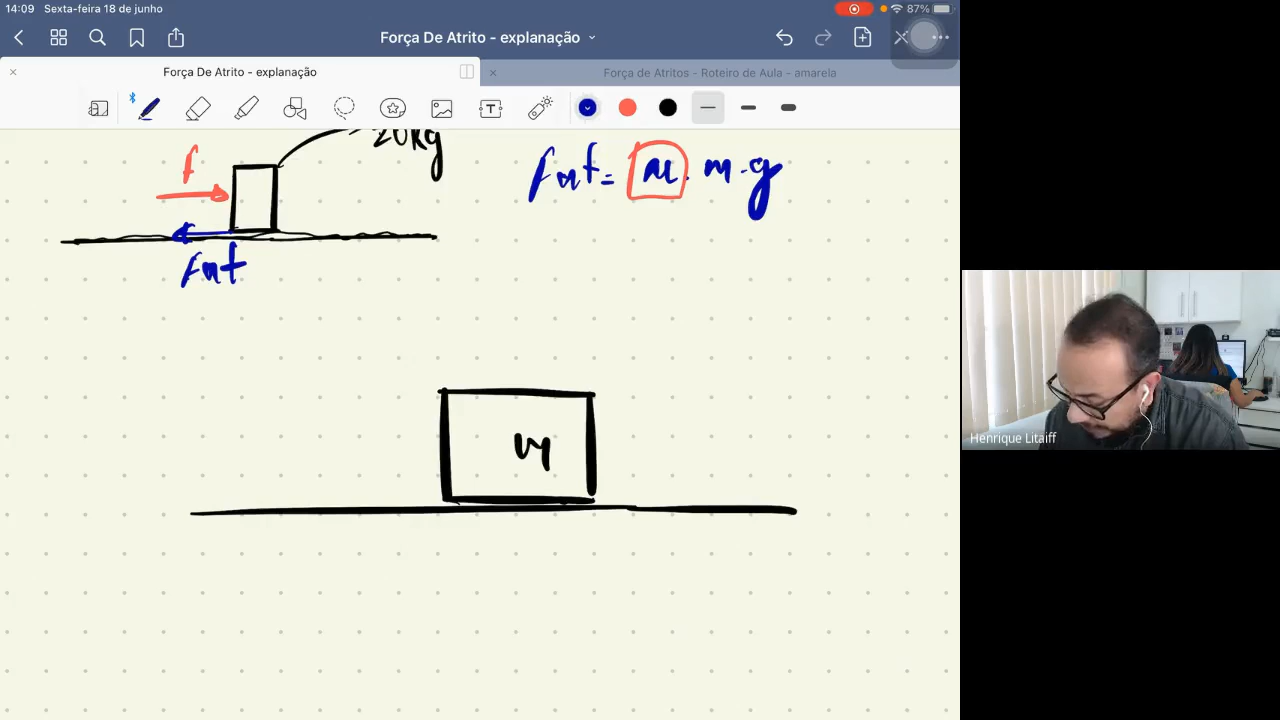 14:09 Sexta-feira 18 de junho 87%
Força De Atrito - explanação
Força De Atrito - explanação
Força de Atritos - Roteiro de Aula - amarela
T
20kg
f
fat = μ . m . g
fat
m
Henrique Litaiff